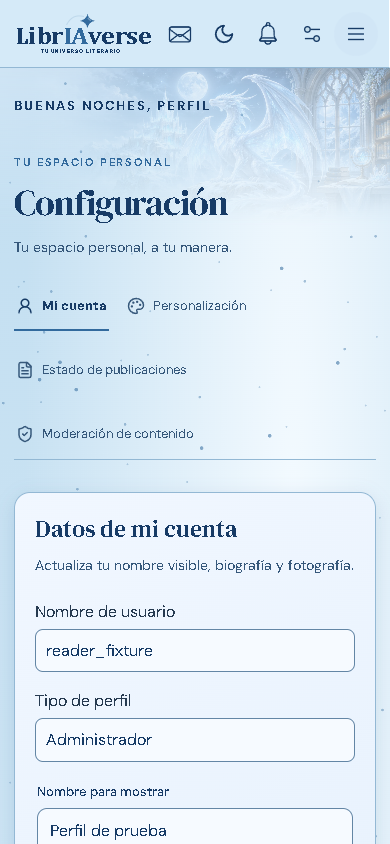 LibrIAverse
TU UNIVERSO LITERARIO
BUENAS NOCHES, PERFIL
TU ESPACIO PERSONAL
Configuración
Tu espacio personal, a tu manera.
Mi cuenta
Personalización
Estado de publicaciones
Moderación de contenido
Datos de mi cuenta
Actualiza tu nombre visible, biografía y fotografía.
Nombre de usuario
reader_fixture
Tipo de perfil
Administrador
Nombre para mostrar
Perfil de prueba